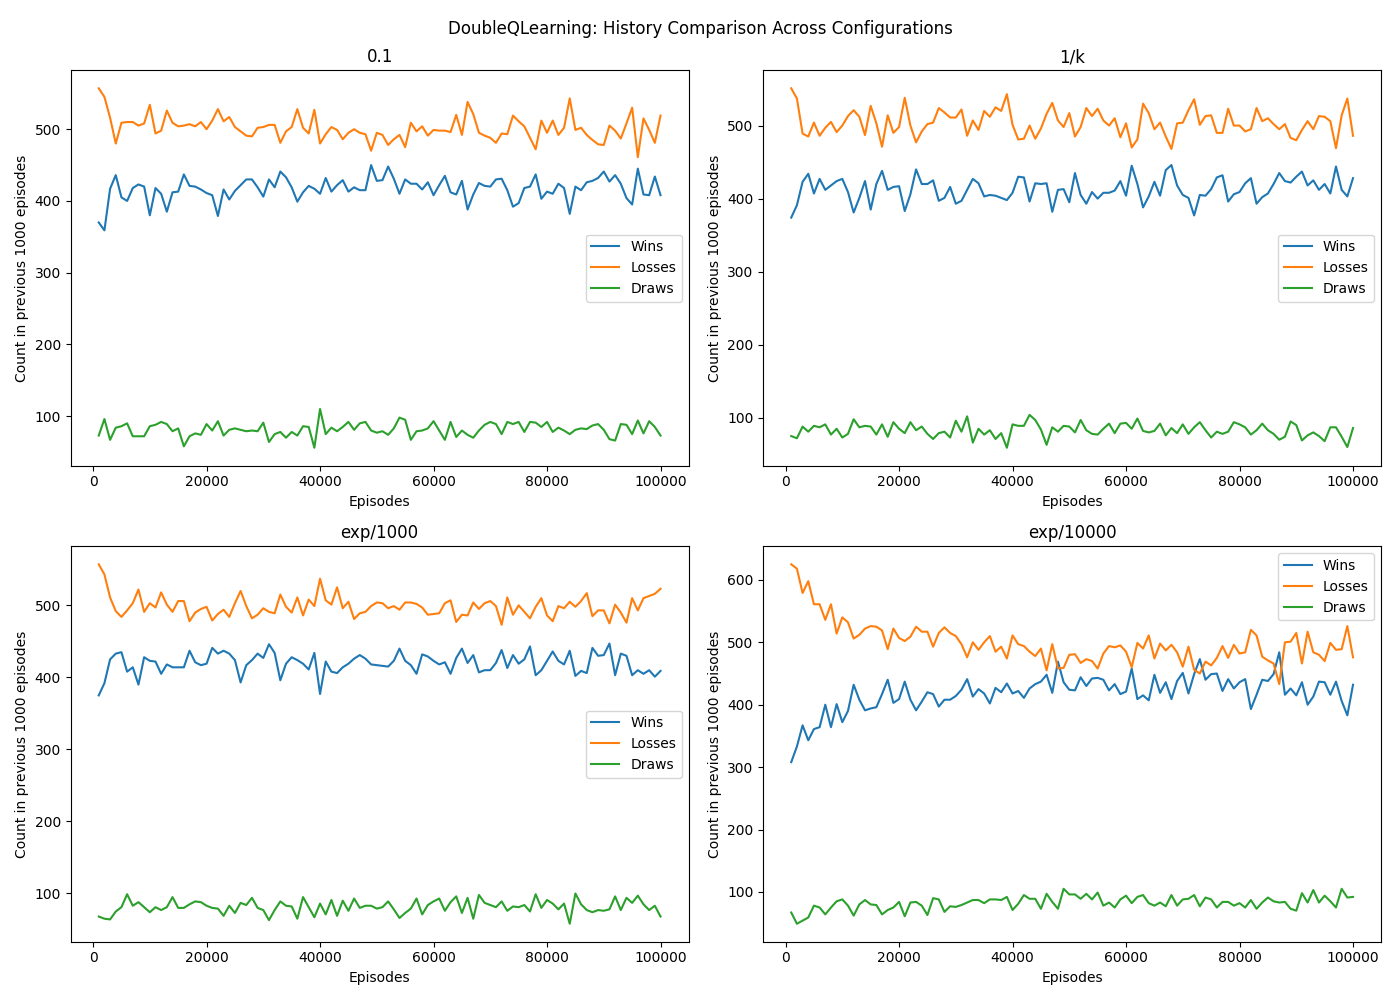 DoubleQLearning: History Comparison Across Configurations
0.1
Count in previous 1000 episodes
500
400
300
200
100
Wins
Losses
Draws
0 20000 40000 60000 80000 100000
Episodes
1/k
Count in previous 1000 episodes
500
400
300
200
100
Wins
Losses
Draws
0 20000 40000 60000 80000 100000
Episodes
exp/1000
Count in previous 1000 episodes
500
400
300
200
100
Wins
Losses
Draws
0 20000 40000 60000 80000 100000
Episodes
exp/10000
Count in previous 1000 episodes
600
500
400
300
200
100
Wins
Losses
Draws
0 20000 40000 60000 80000 100000
Episodes